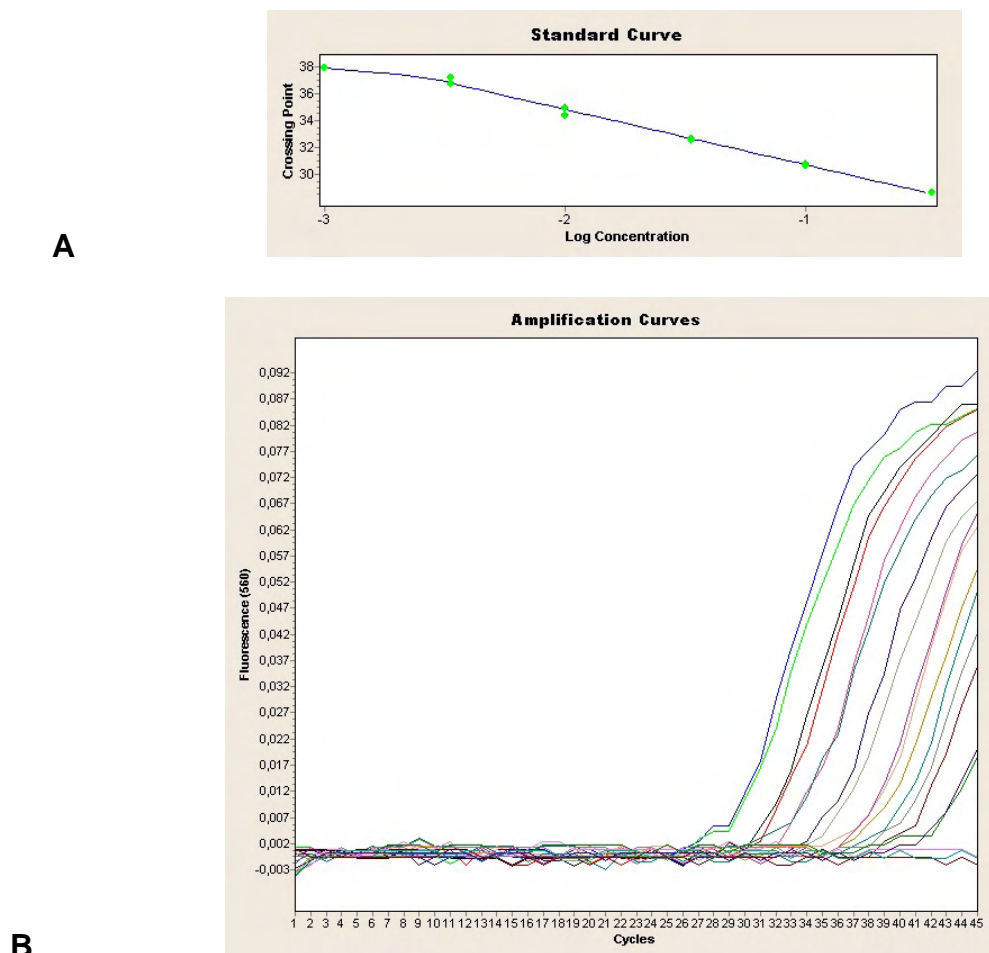 Standard Curve
38
36
34
32
30
Crossing Point
-3 -2 -1
Log Concentration
A
Amplification Curves
0,092
0,087
0,082
0,077
0,072
0,067
0,062
0,057
0,052
0,047
0,042
0,037
0,032
0,027
0,022
0,017
0,012
0,007
0,002
-0,003
Fluorescence (560)
1 2 3 4 5 6 7 8 9 10 11 12 13 14 15 16 17 18 19 20 21 22 23 24 25 26 27 28 29 30 31 32 33 34 35 36 37 38 39 40 41 42 43 44 45
Cycles
B